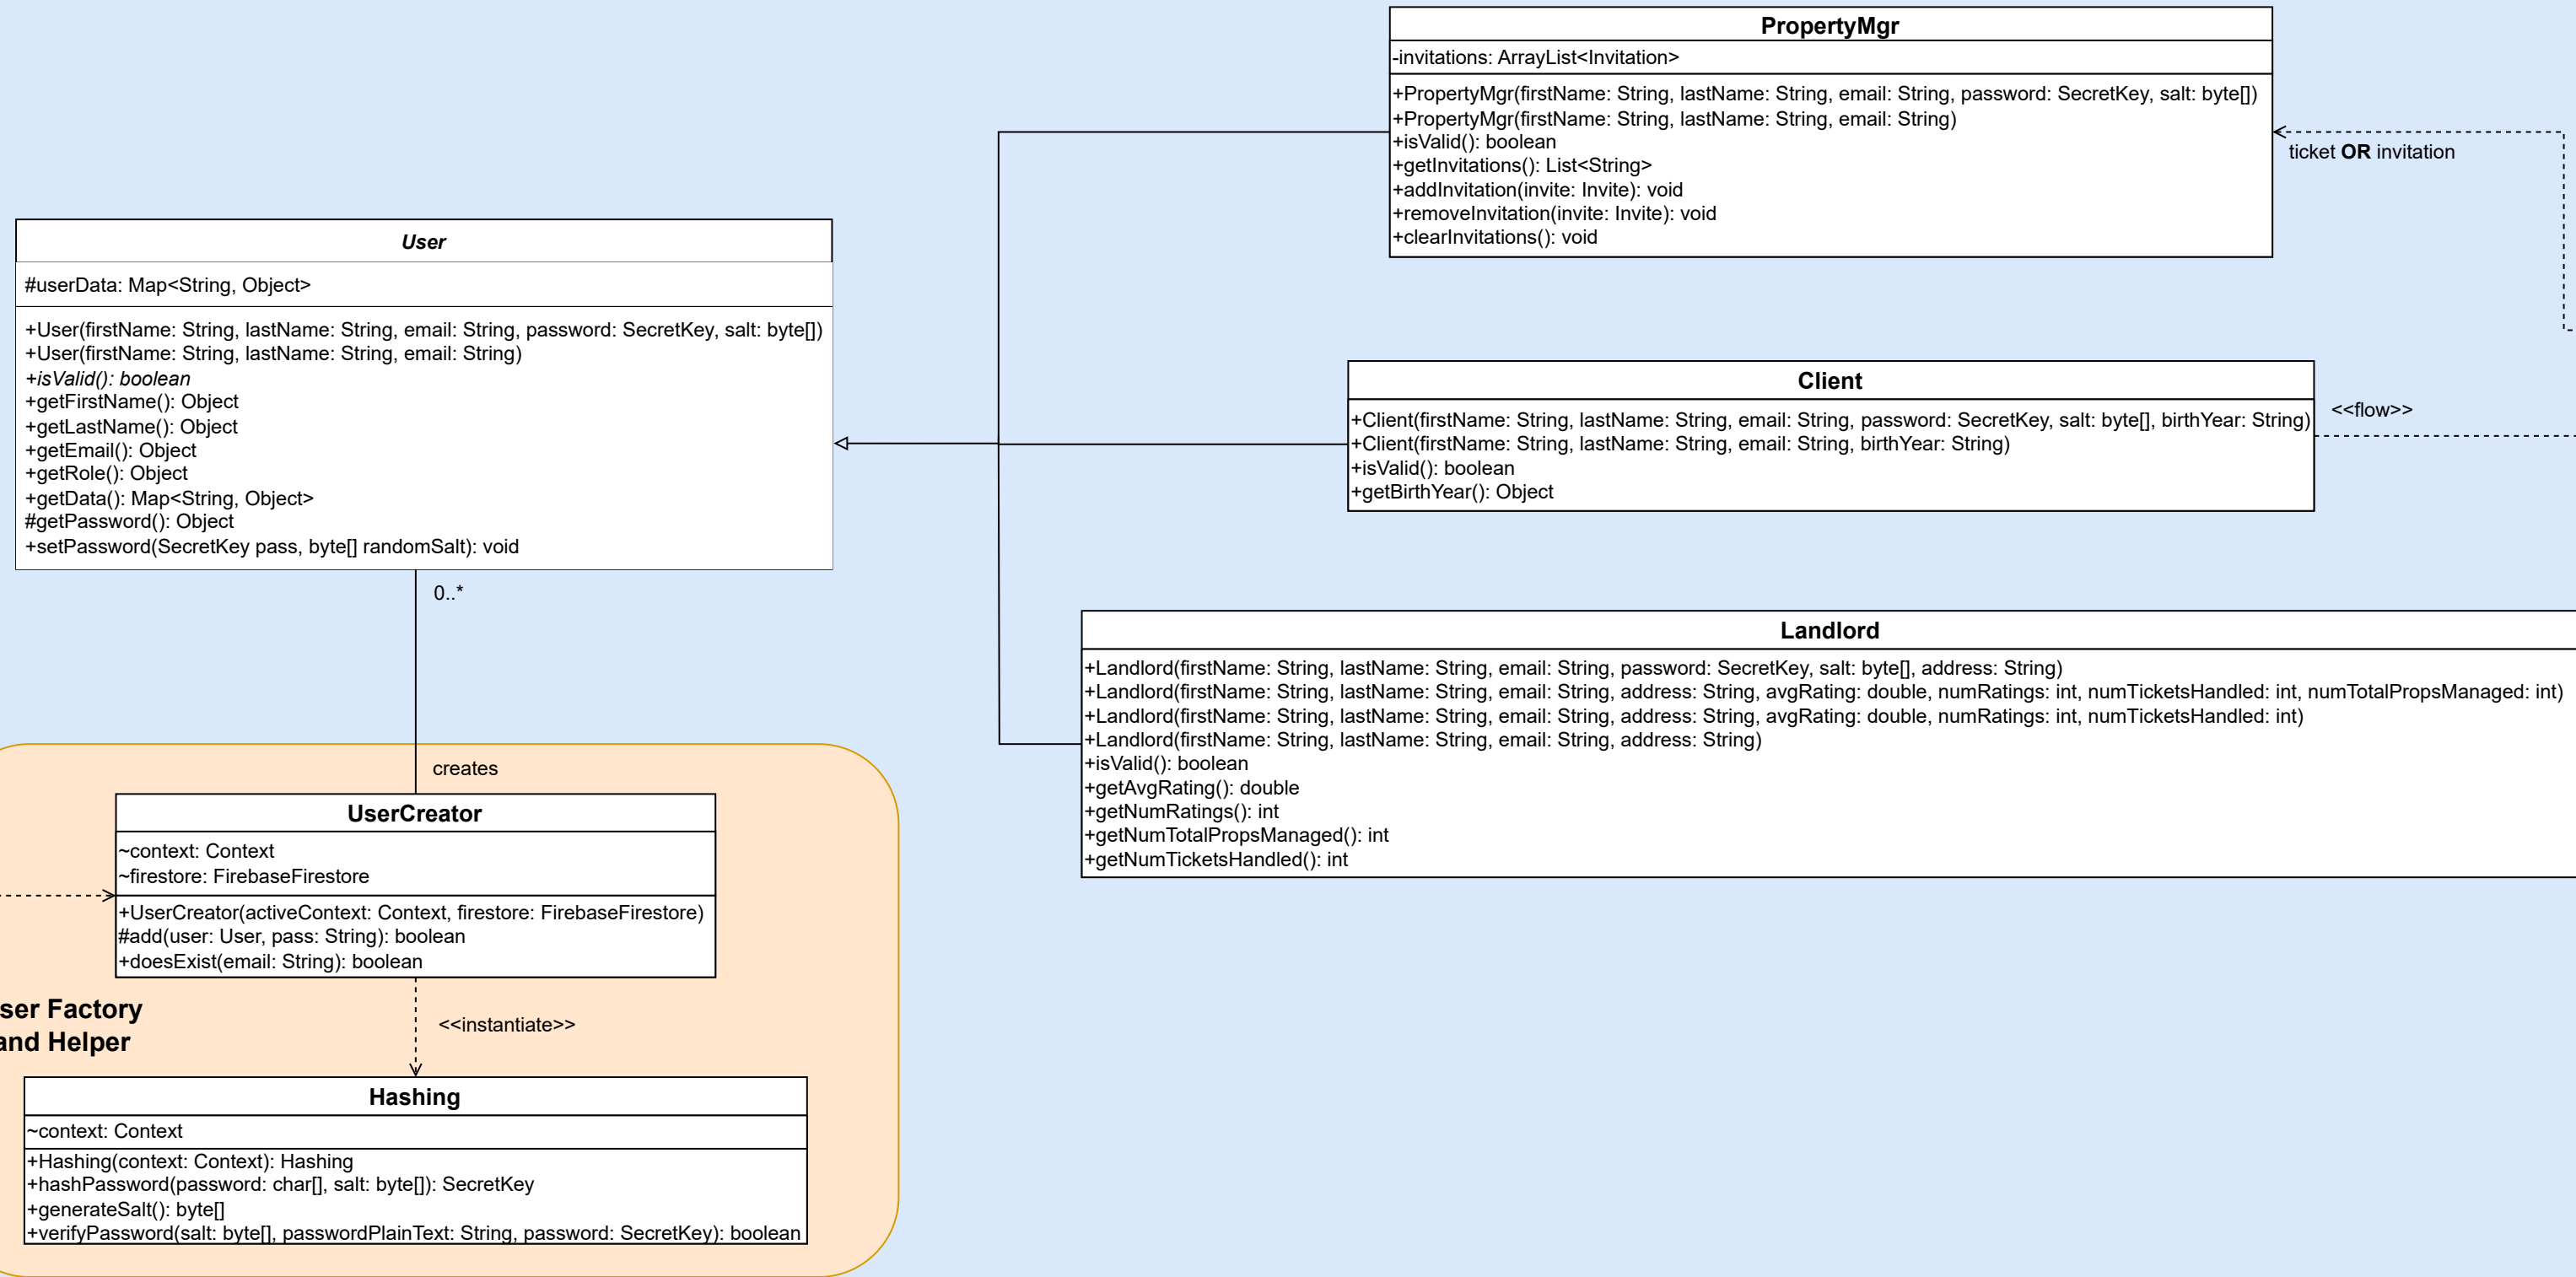 PropertyMgr
-invitations: ArrayList<Invitation>
+PropertyMgr(firstName: String, lastName: String, email: String, password: SecretKey, salt: byte[])
+PropertyMgr(firstName: String, lastName: String, email: String)
+isValid(): boolean
+getInvitations(): List<String>
+addInvitation(invite: Invite): void
+removeInvitation(invite: Invite): void
+clearInvitations(): void
ticket OR invitation
User
#userData: Map<String, Object>
+User(firstName: String, lastName: String, email: String, password: SecretKey, salt: byte[])
+User(firstName: String, lastName: String, email: String)
+isValid(): boolean
+getFirstName(): Object
+getLastName(): Object
+getEmail(): Object
+getRole(): Object
+getData(): Map<String, Object>
#getPassword(): Object
+setPassword(SecretKey pass, byte[] randomSalt): void
0..*
Client
+Client(firstName: String, lastName: String, email: String, password: SecretKey, salt: byte[], birthYear: String)
+Client(firstName: String, lastName: String, email: String, birthYear: String)
+isValid(): boolean
+getBirthYear(): Object
<<flow>>
Landlord
+Landlord(firstName: String, lastName: String, email: String, password: SecretKey, salt: byte[], address: String)
+Landlord(firstName: String, lastName: String, email: String, address: String, avgRating: double, numRatings: int, numTicketsHandled: int, numTotalPropsManaged: int)
+Landlord(firstName: String, lastName: String, email: String, address: String, avgRating: double, numRatings: int, numTicketsHandled: int)
+Landlord(firstName: String, lastName: String, email: String, address: String)
+isValid(): boolean
+getAvgRating(): double
+getNumRatings(): int
+getNumTotalPropsManaged(): int
+getNumTicketsHandled(): int
creates
UserCreator
~context: Context
~firestore: FirebaseFirestore
+UserCreator(activeContext: Context, firestore: FirebaseFirestore)
#add(user: User, pass: String): boolean
+doesExist(email: String): boolean
ser Factory
and Helper
<<instantiate>>
Hashing
~context: Context
+Hashing(context: Context): Hashing
+hashPassword(password: char[], salt: byte[]): SecretKey
+generateSalt(): byte[]
+verifyPassword(salt: byte[], passwordPlainText: String, password: SecretKey): boolean